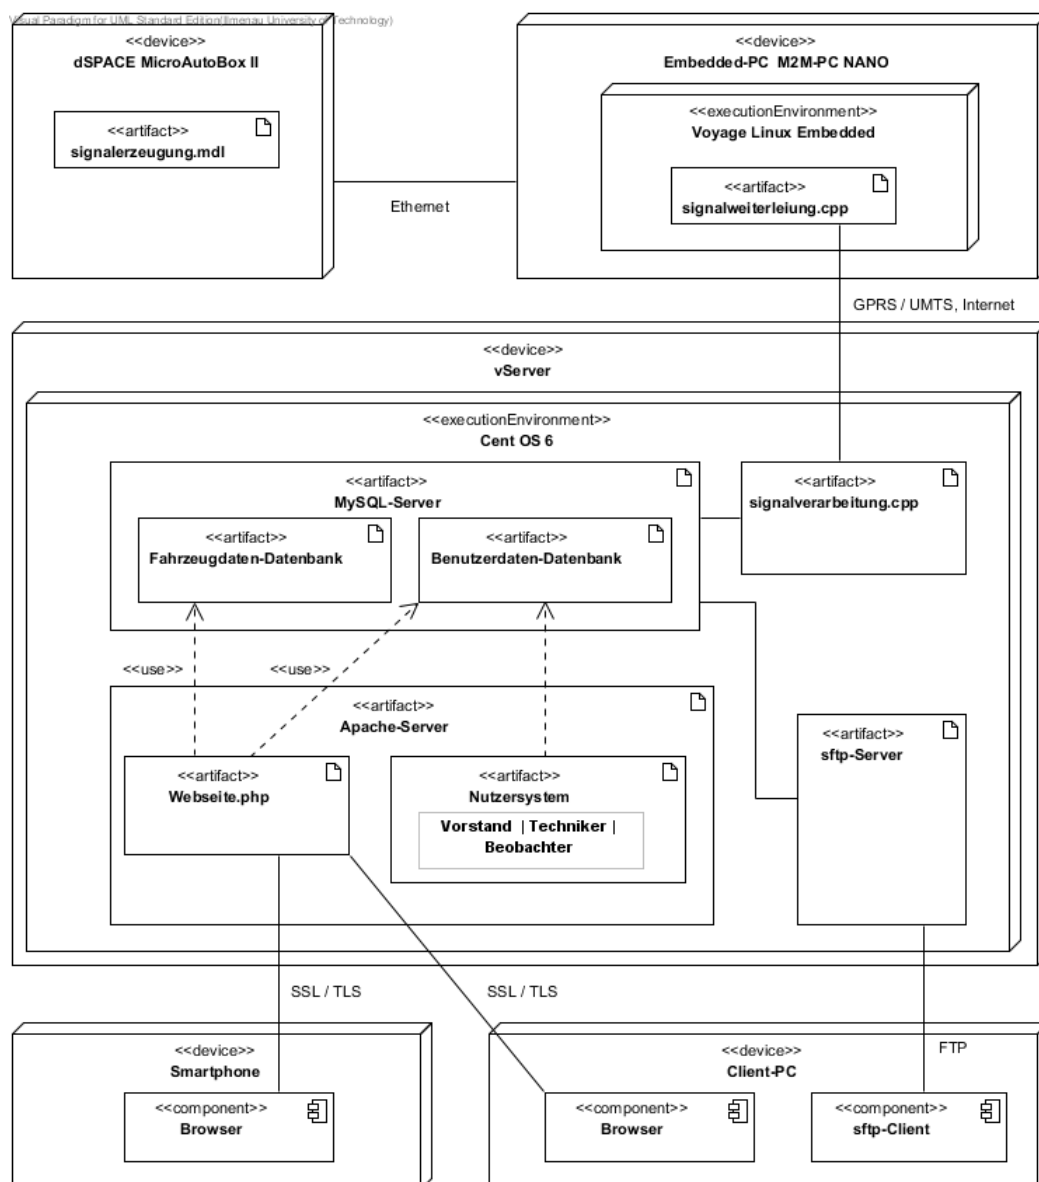 Visual Paradigm for UML Standard Edition(Ilmenau University of Technology)
<<device>>
dSPACE MicroAutoBox II
<<artifact>>
signalerzeugung.mdl
<<device>>
Embedded-PC M2M-PC NANO
<<executionEnvironment>>
Voyage Linux Embedded
<<artifact>>
signalweiterleiung.cpp
Ethernet
GPRS / UMTS, Internet
<<device>>
vServer
<<executionEnvironment>>
Cent OS 6
<<artifact>>
MySQL-Server
<<artifact>>
Fahrzeugdaten-Datenbank
<<artifact>>
Benutzerdaten-Datenbank
<<artifact>>
signalverarbeitung.cpp
<<use>>
<<use>>
<<artifact>>
Apache-Server
<<artifact>>
Webseite.php
<<artifact>>
Nutzersystem
Vorstand | Techniker |
Beobachter
<<artifact>>
sftp-Server
SSL / TLS
SSL / TLS
FTP
<<device>>
Smartphone
<<component>>
Browser
<<device>>
Client-PC
<<component>>
Browser
<<component>>
sftp-Client